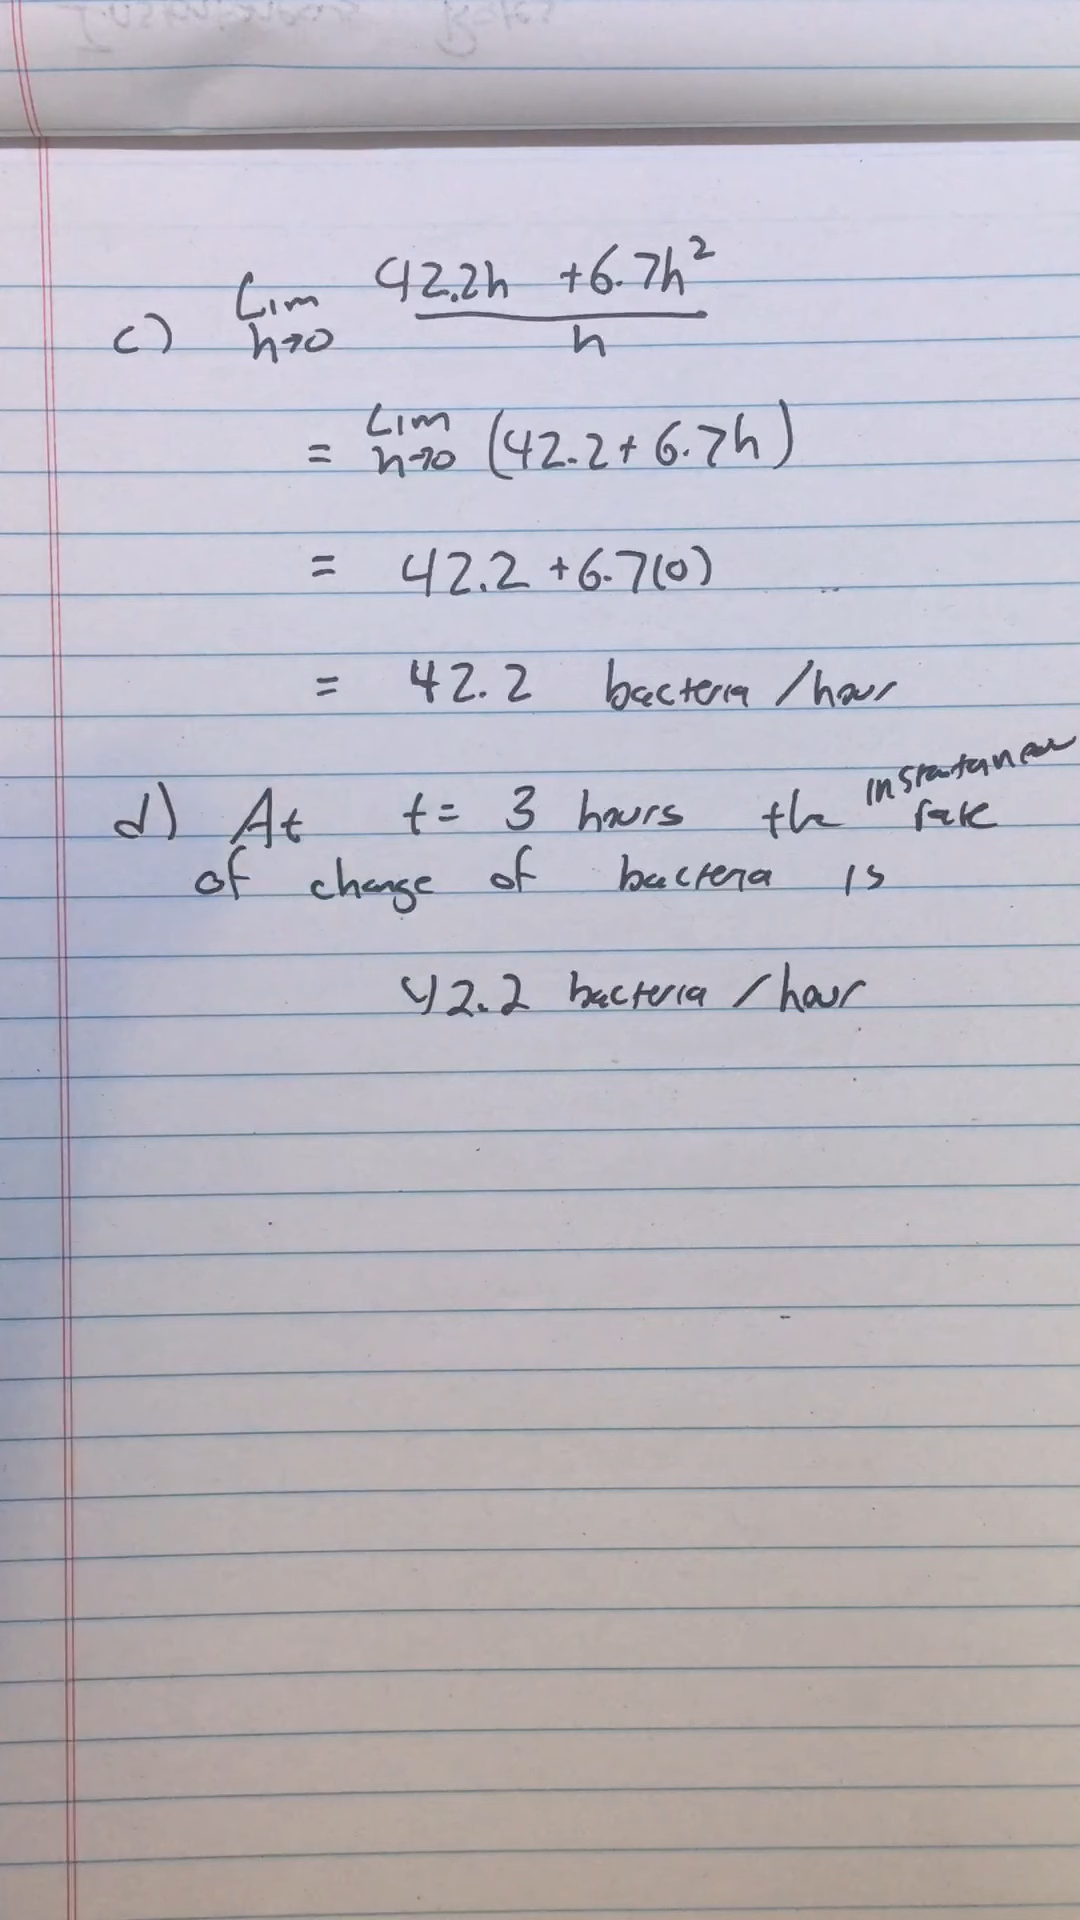 c) Lim h→0 42.2h + 6.7h² / h
= Lim h→0 (42.2 + 6.7h)
= 42.2 + 6.7(0)
= 42.2 bacteria /hour
d) At t = 3 hours the instantaneous rate
of change of bacteria is
42.2 bacteria / hour